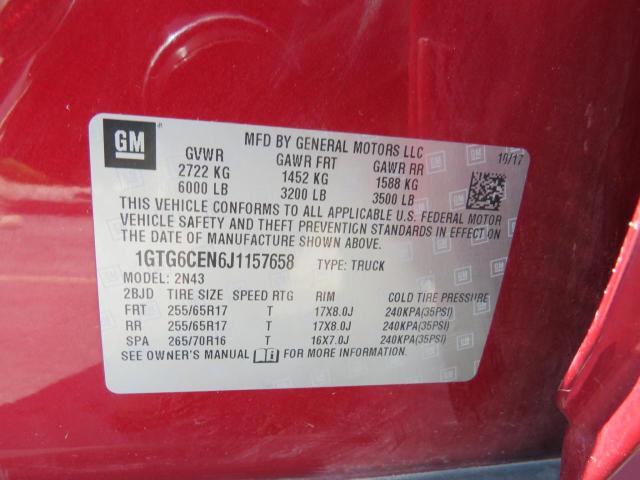 GM
MFD BY GENERAL MOTORS LLC
10/17
GVWR GAWR FRT GAWR RR
2722 KG 1452 KG 1588 KG
6000 LB 3200 LB 3500 LB
THIS VEHICLE CONFORMS TO ALL APPLICABLE U.S. FEDERAL MOTOR
VEHICLE SAFETY AND THEFT PREVENTION STANDARDS IN EFFECT ON
THE DATE OF MANUFACTURE SHOWN ABOVE.
1GTG6CEN6J1157658 TYPE: TRUCK
MODEL: 2N43
2BJD TIRE SIZE SPEED RTG RIM COLD TIRE PRESSURE
FRT 255/65R17 T 17X8.0J 240KPA(35PSI)
RR 255/65R17 T 17X8.0J 240KPA(35PSI)
SPA 265/70R16 T 16X7.0J 240KPA(35PSI)
SEE OWNER'S MANUAL FOR MORE INFORMATION